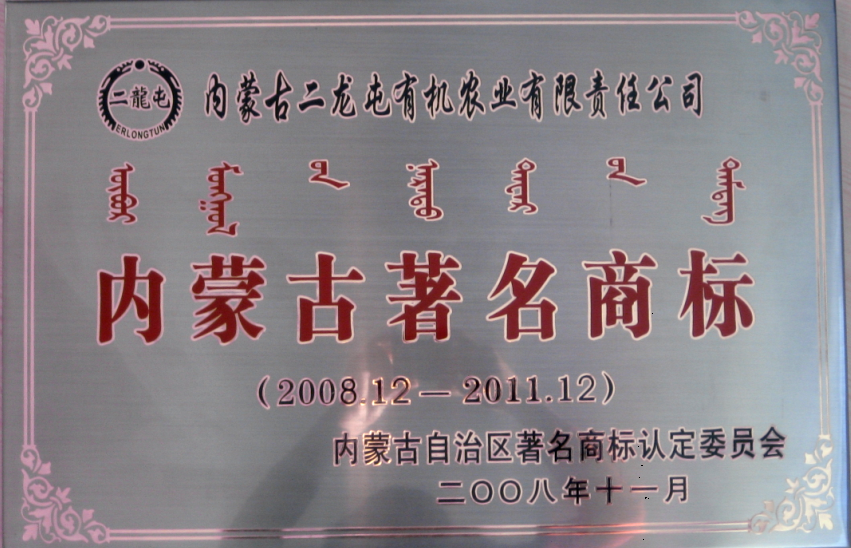 二龍屯
ERLONGTUN
内蒙古二龙屯有机农业有限责任公司
内蒙古著名商标
(2008.12—2011.12)
内蒙古自治区著名商标认定委员会
二〇〇八年十一月